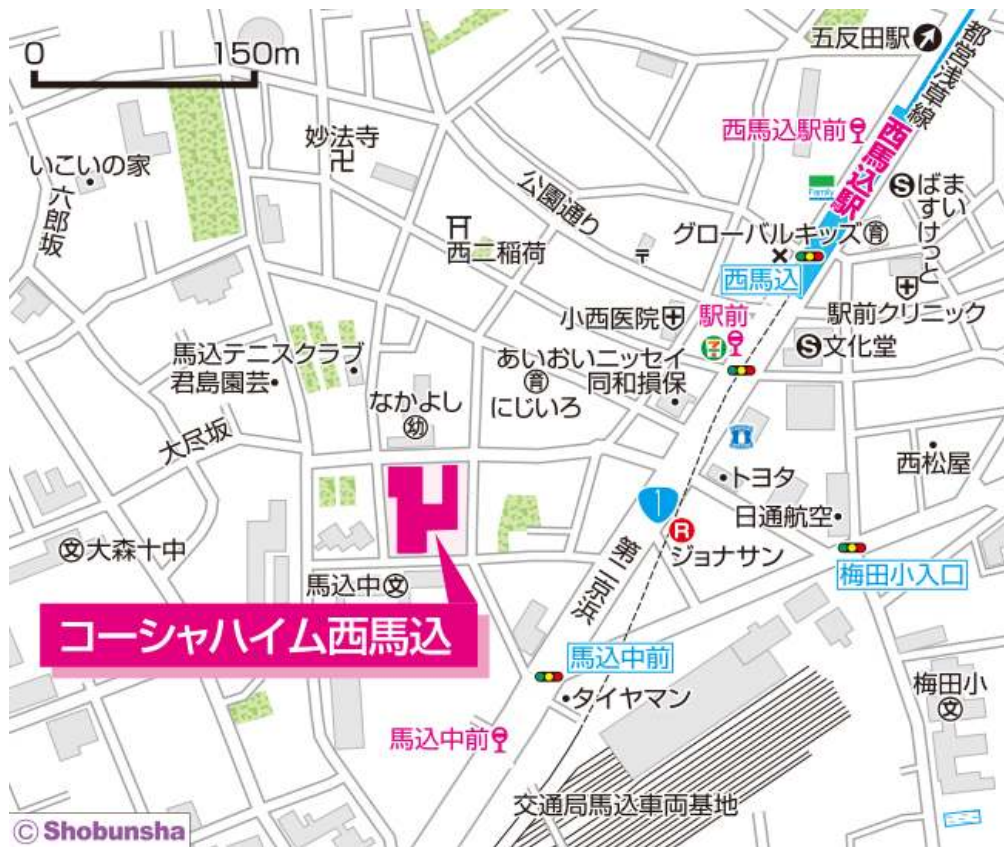 0 150m
五反田駅
都営浅草線
西馬込駅前
西馬込駅
妙法寺
いこいの家
六郎坂
公園通り
Family
まい
ばすけっと
グローバルキッズ 育
西二稲荷
西馬込
駅前クリニック
小西医院
駅前
文化堂
馬込テニスクラブ
君島園芸
あいおいニッセイ
同和損保
育
にじいろ
なかよし
幼
大尽坂
西松屋
トヨタ
1
日通航空
R
ジョナサン
第二京浜
文 大森十中
馬込中 文
梅田小入口
コーシャハイム西馬込
馬込中前
タイヤマン
梅田小
文
馬込中前
交通局馬込車両基地
© Shobunsha